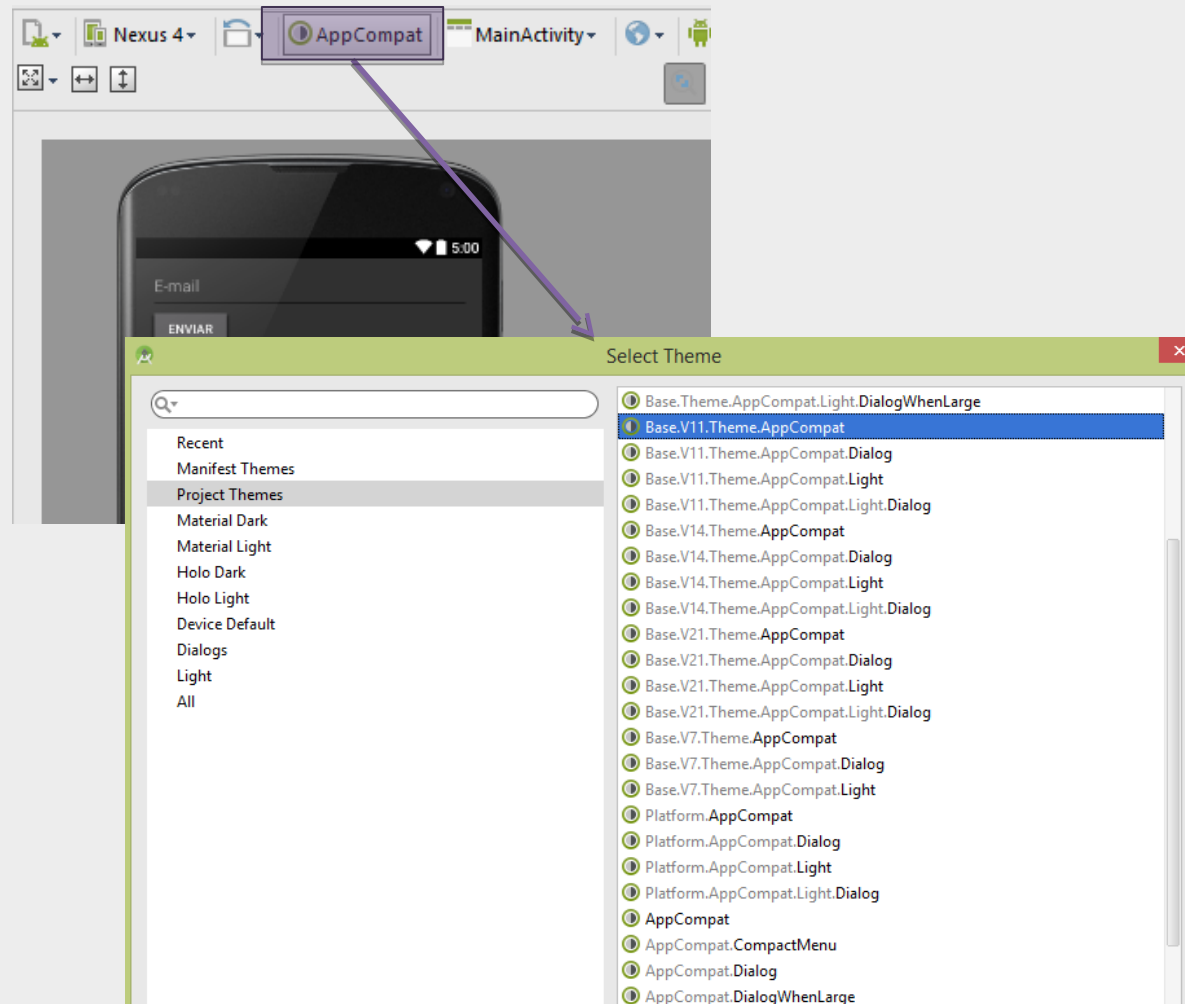 Nexus 4 AppCompat MainActivity
5:00
E-mail
ENVIAR
Select Theme
Recent
Manifest Themes
Project Themes
Material Dark
Material Light
Holo Dark
Holo Light
Device Default
Dialogs
Light
All
Base.Theme.AppCompat.Light.DialogWhenLarge
Base.V11.Theme.AppCompat
Base.V11.Theme.AppCompat.Dialog
Base.V11.Theme.AppCompat.Light
Base.V11.Theme.AppCompat.Light.Dialog
Base.V14.Theme.AppCompat
Base.V14.Theme.AppCompat.Dialog
Base.V14.Theme.AppCompat.Light
Base.V14.Theme.AppCompat.Light.Dialog
Base.V21.Theme.AppCompat
Base.V21.Theme.AppCompat.Dialog
Base.V21.Theme.AppCompat.Light
Base.V21.Theme.AppCompat.Light.Dialog
Base.V7.Theme.AppCompat
Base.V7.Theme.AppCompat.Dialog
Base.V7.Theme.AppCompat.Light
Platform.AppCompat
Platform.AppCompat.Dialog
Platform.AppCompat.Light
Platform.AppCompat.Light.Dialog
AppCompat
AppCompat.CompactMenu
AppCompat.Dialog
AppCompat.DialogWhenLarge